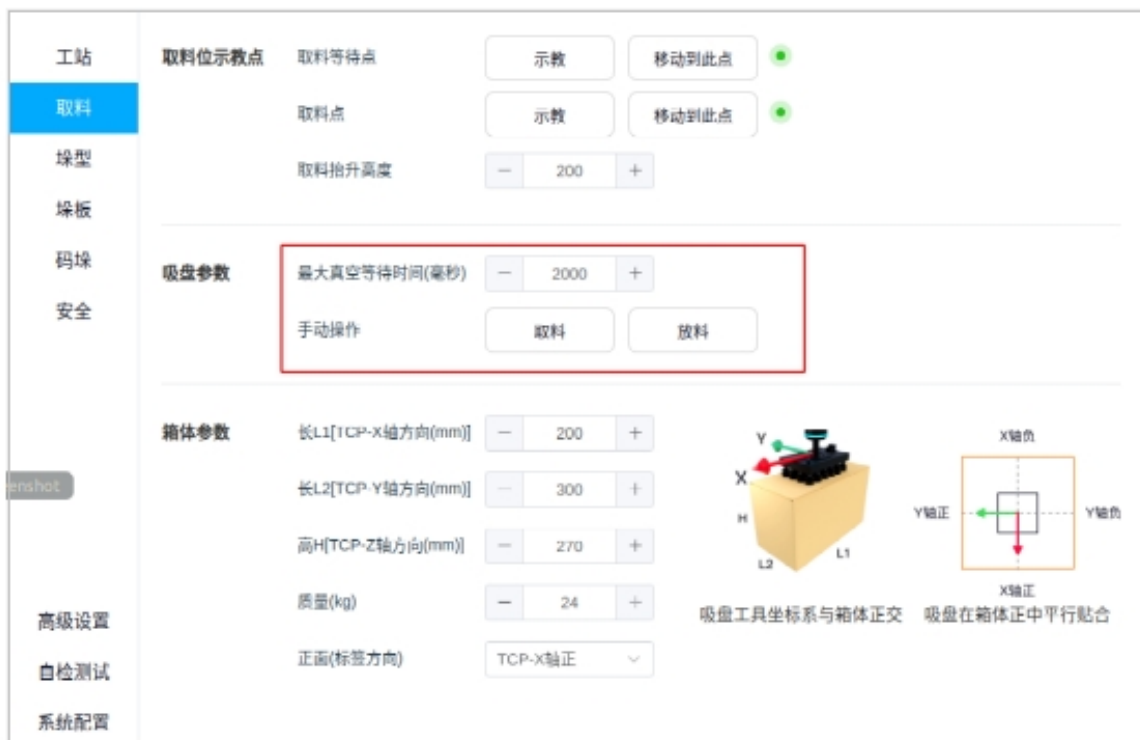 工站
取料
垛型
垛板
码垛
安全
高级设置
自检测试
系统配置
enshot
取料位示教点
取料等待点
示教
移动到此点
取料点
示教
移动到此点
取料抬升高度
— 200 +
吸盘参数
最大真空等待时间(毫秒)
— 2000 +
手动操作
取料
放料
箱体参数
长L1[TCP-X轴方向(mm)]
— 200 +
长L2[TCP-Y轴方向(mm)]
— 300 +
高H[TCP-Z轴方向(mm)]
— 270 +
质量(kg)
— 24 +
正面(标签方向)
TCP-X轴正
Y
X
H
L2
L1
吸盘工具坐标系与箱体正交
X轴负
Y轴正
Y轴负
X轴正
吸盘在箱体正中平行贴合